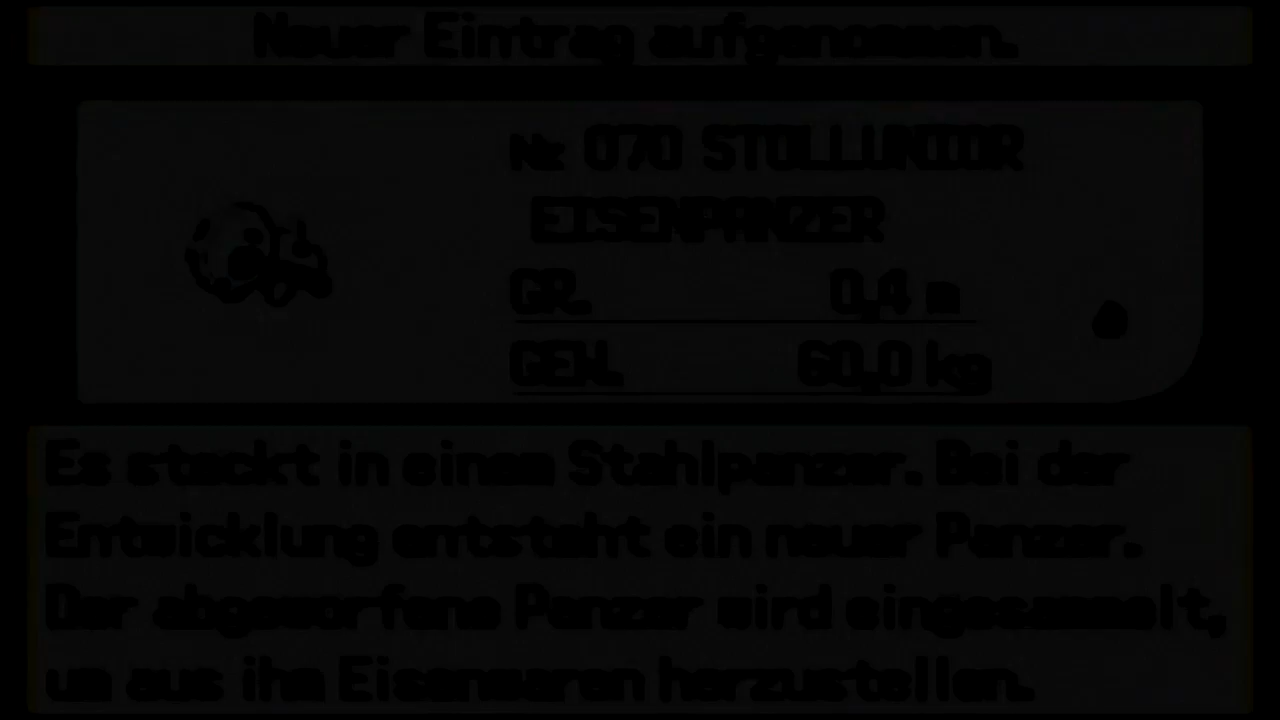 Neuer Eintrag aufgenommen.
Nr. 070 STOLLUNIOR
EISENPANZER
GR. 0,4 m
GEW. 60,0 kg
Es steckt in einem Stahlpanzer. Bei der
Entwicklung entsteht ein neuer Panzer.
Der abgeworfene Panzer wird eingesammelt,
um aus ihm Eisenwaren herzustellen.